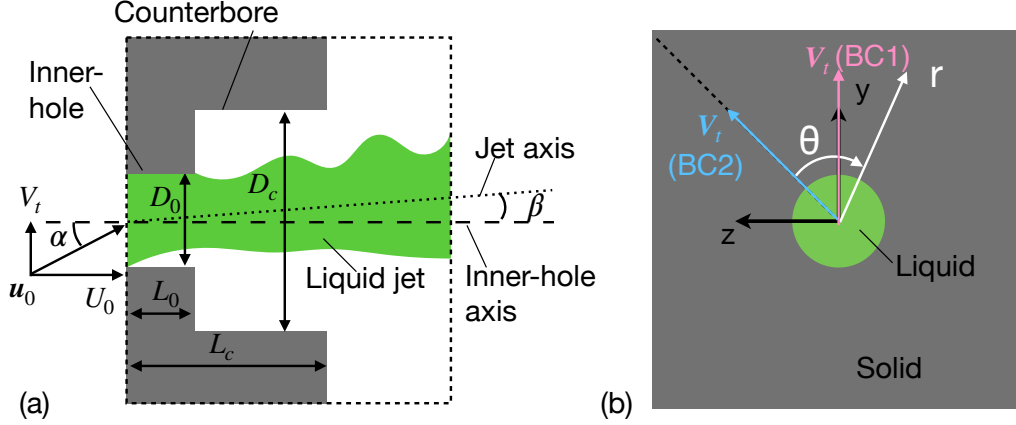 Counterbore
Inner-
hole
V_t
α
u_0
U_0
D_0
D_c
L_0
L_c
Liquid jet
Jet axis
β
Inner-hole
axis
(a)
V_t (BC1)
y
r
V_t
(BC2)
θ
z
Liquid
Solid
(b)